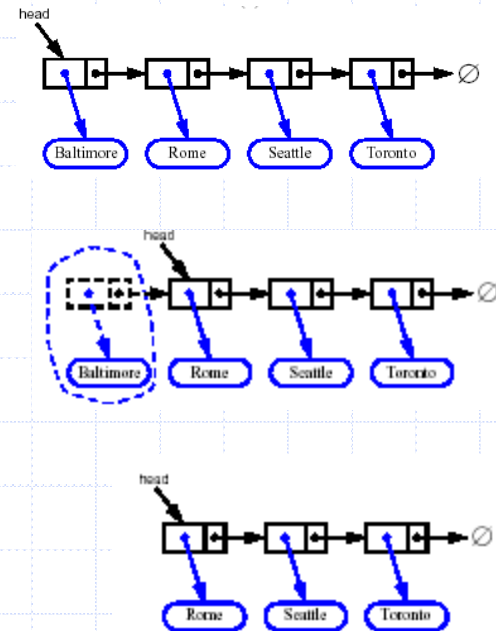 head
∅
Baltimore Rome Seattle Toronto
head
∅
Baltimore Rome Seattle Toronto
head
∅
Rome Seattle Toronto